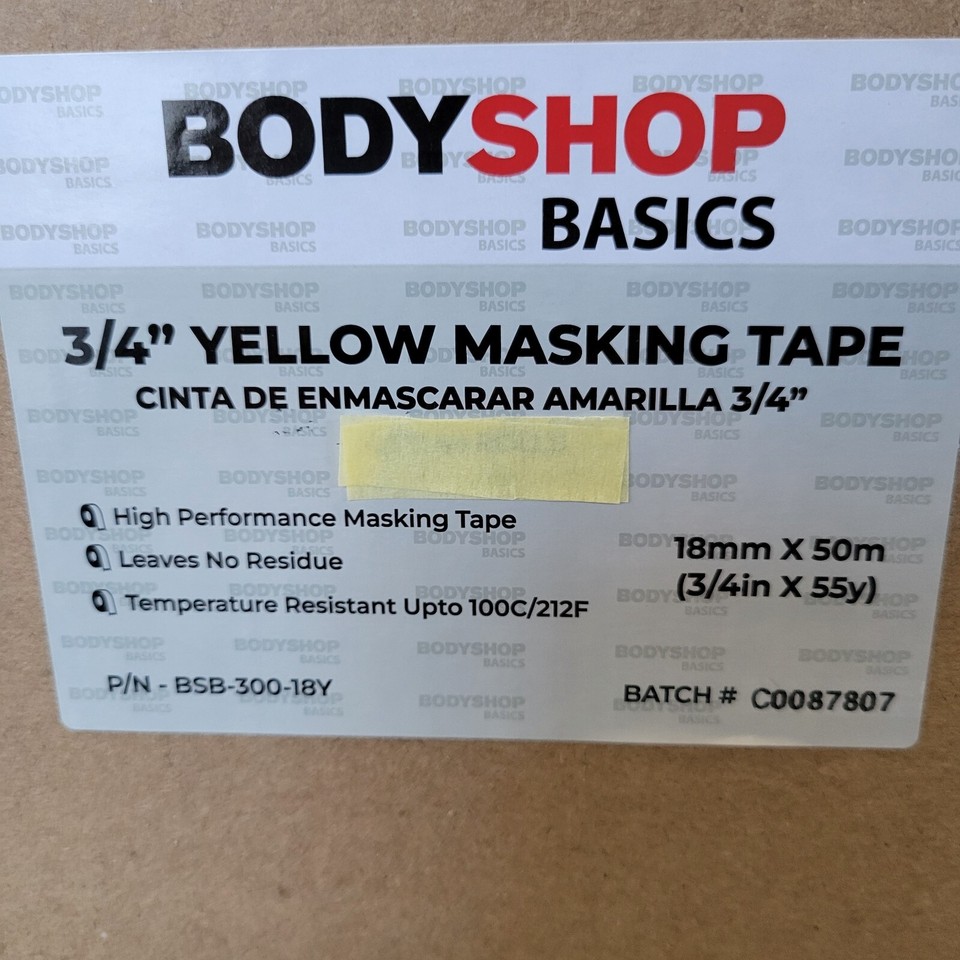 BODYSHOP
BASICS
3/4” YELLOW MASKING TAPE
CINTA DE ENMASCARAR AMARILLA 3/4”
High Performance Masking Tape
Leaves No Residue
Temperature Resistant Upto 100C/212F
18mm X 50m
(3/4in X 55y)
P/N - BSB-300-18Y
BATCH # C0087807